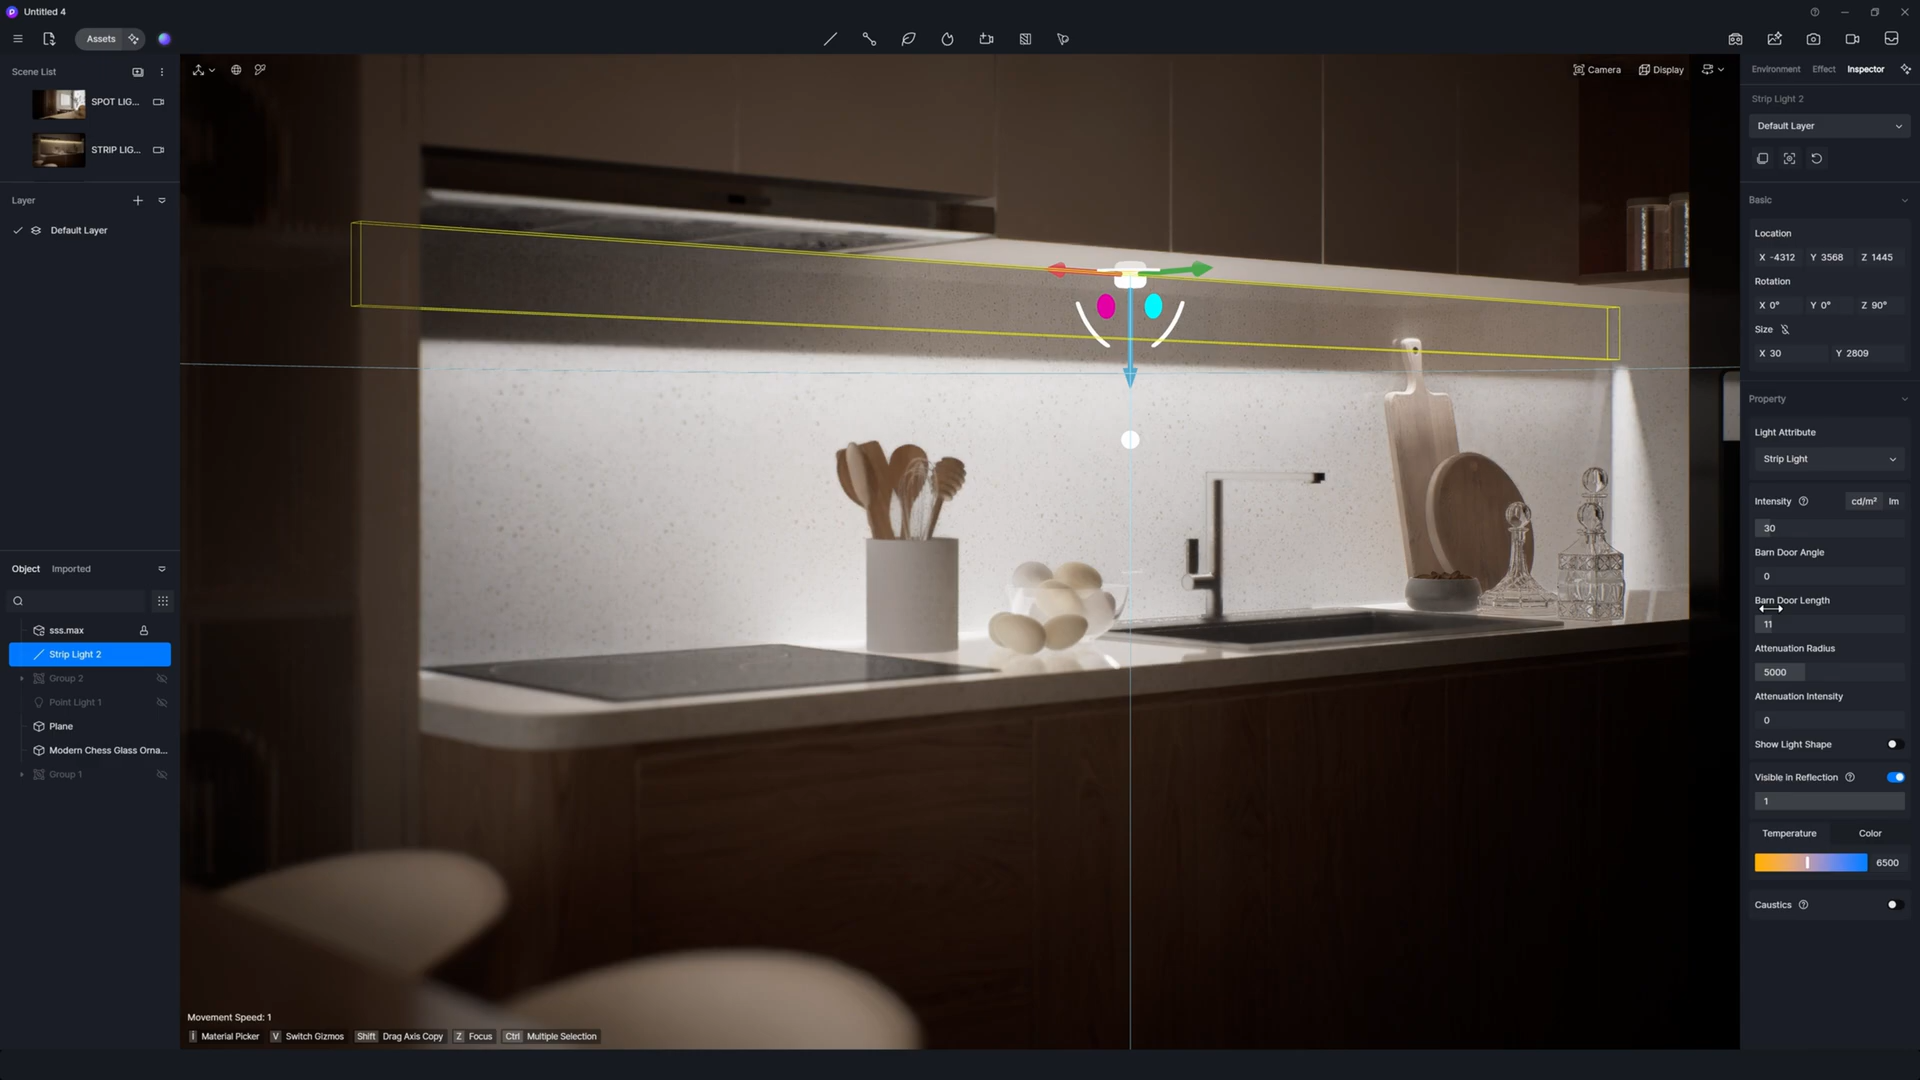 Untitled 4
Assets
Scene List
SPOT LIG...
STRIP LIG...
Layer
Default Layer
Object
Imported
sss.max
Strip Light 2
Group 2
Point Light 1
Plane
Modern Chess Glass Orna...
Group 1
Camera
Display
Movement Speed: 1
i Material Picker V Switch Gizmos Shift Drag Axis Copy Z Focus Ctrl Multiple Selection
Environment Effect Inspector
Strip Light 2
Default Layer
Basic
Location
X -4312 Y 3568 Z 1445
Rotation
X 0° Y 0° Z 90°
Size
X 30 Y 2809
Property
Light Attribute
Strip Light
Intensity cd/m² lm
30
Barn Door Angle
0
Barn Door Length
11
Attenuation Radius
5000
Attenuation Intensity
0
Show Light Shape
Visible in Reflection
1
Temperature Color
6500
Caustics